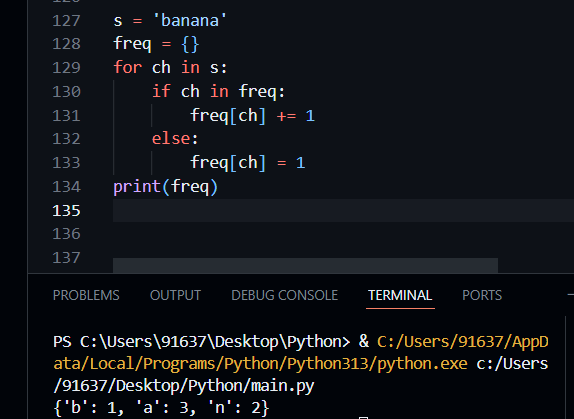 127 s = 'banana'
128 freq = {}
129 for ch in s:
130     if ch in freq:
131         freq[ch] += 1
132     else:
133         freq[ch] = 1
134 print(freq)
135
136
137
PROBLEMS OUTPUT DEBUG CONSOLE TERMINAL PORTS
PS C:\Users\91637\Desktop\Python> & C:/Users/91637/AppD
ata/Local/Programs/Python/Python313/python.exe c:/Users
/91637/Desktop/Python/main.py
{'b': 1, 'a': 3, 'n': 2}